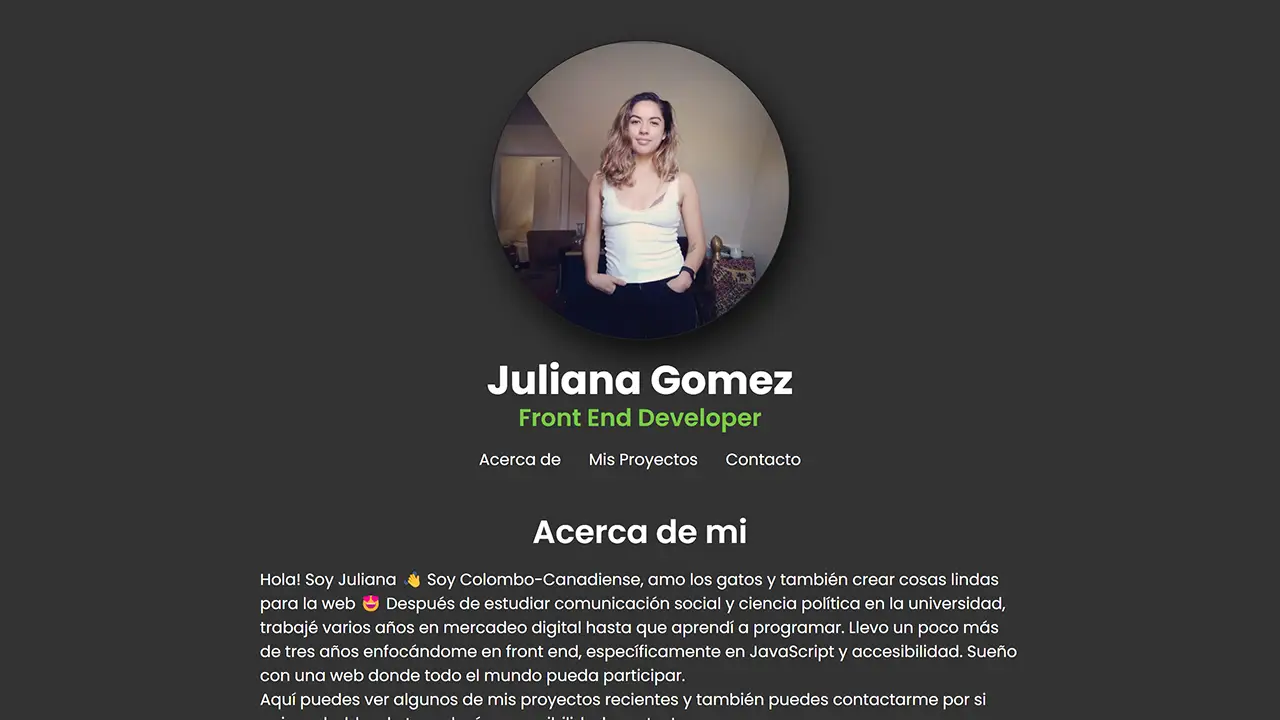 Juliana Gomez
Front End Developer
Acerca de Mis Proyectos Contacto
Acerca de mi
Hola! Soy Juliana 👋 Soy Colombo-Canadiense, amo los gatos y también crear cosas lindas
para la web 😍 Después de estudiar comunicación social y ciencia política en la universidad,
trabajé varios años en mercadeo digital hasta que aprendí a programar. Llevo un poco más
de tres años enfocándome en front end, específicamente en JavaScript y accesibilidad. Sueño
con una web donde todo el mundo pueda participar.
Aquí puedes ver algunos de mis proyectos recientes y también puedes contactarme por si